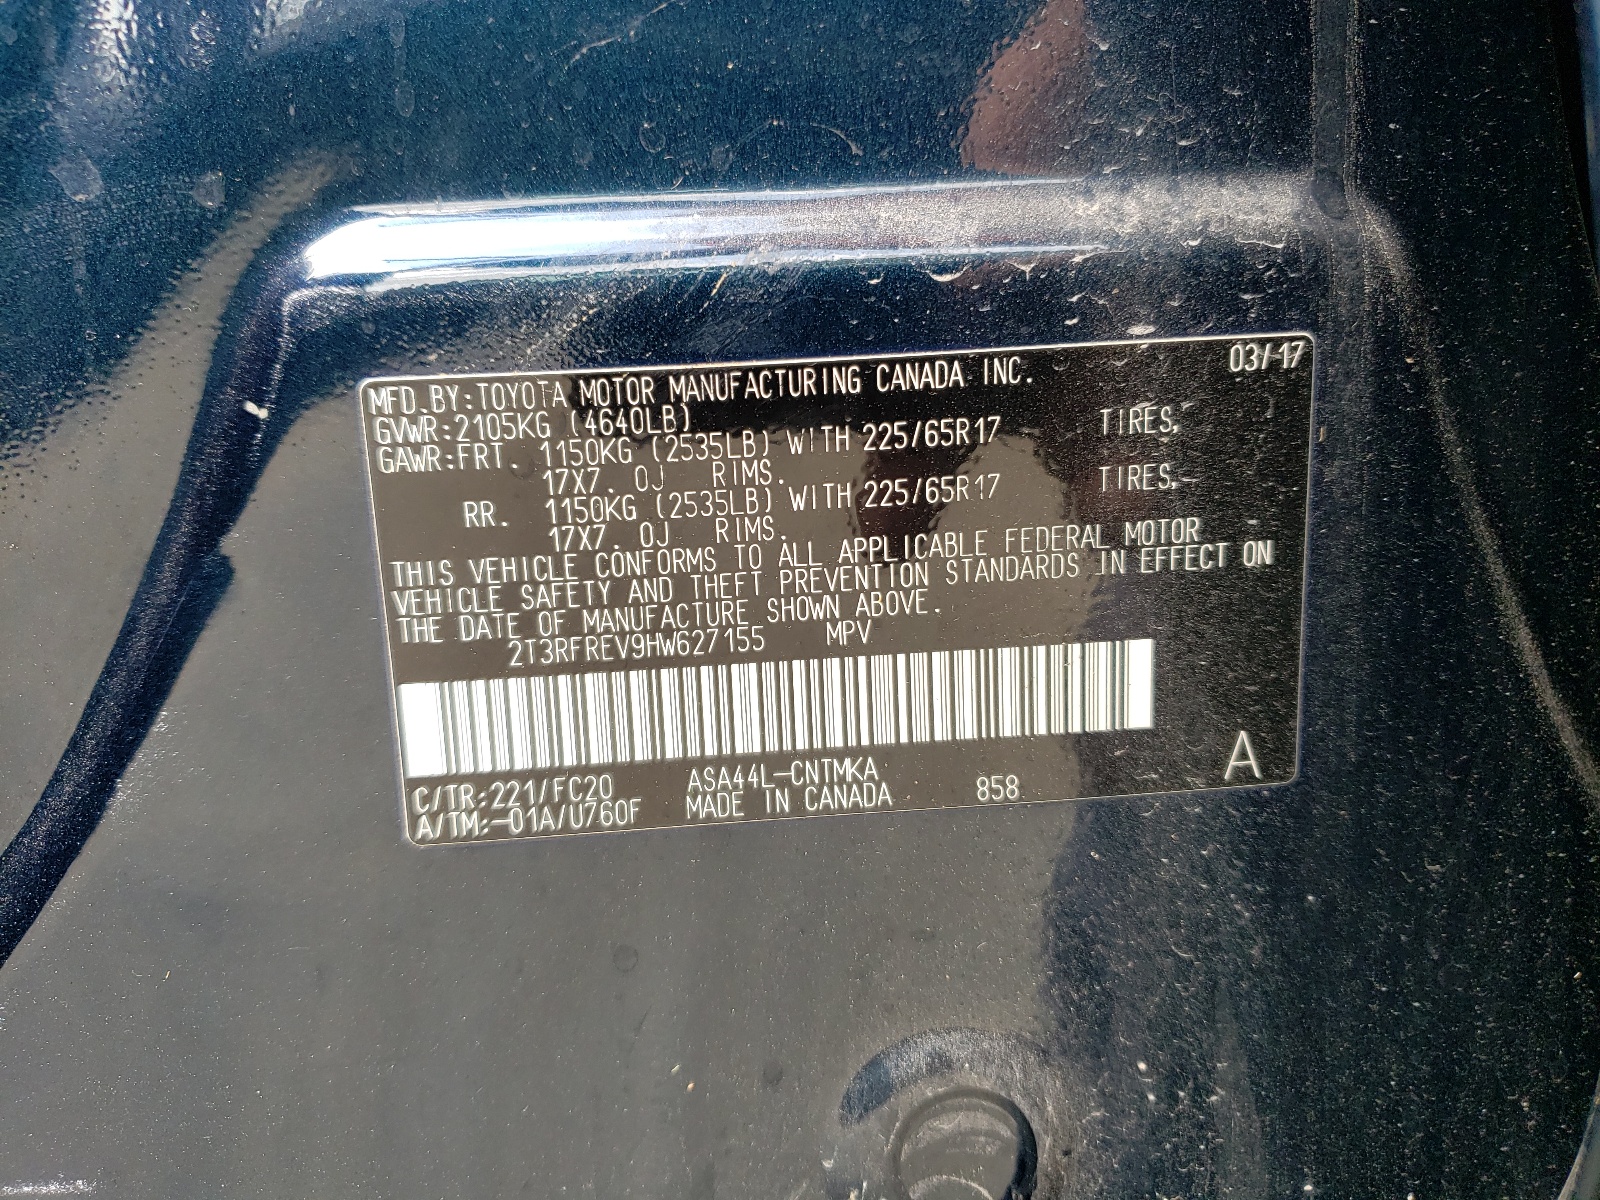 03/17
MFD.BY:TOYOTA MOTOR MANUFACTURING CANADA INC.
GVWR:2105KG (4640LB)
GAWR:FRT. 1150KG (2535LB) WITH 225/65R17 TIRES,
17X7.0J RIMS.
RR. 1150KG (2535LB) WITH 225/65R17 TIRES,
17X7.0J RIMS.
THIS VEHICLE CONFORMS TO ALL APPLICABLE FEDERAL MOTOR
VEHICLE SAFETY AND THEFT PREVENTION STANDARDS IN EFFECT ON
THE DATE OF MANUFACTURE SHOWN ABOVE.
2T3RFREV9HW627155 MPV
C/TR:221/FC20 ASA44L-CNTMKA
A/TM:-01A/U760F MADE IN CANADA 858 A